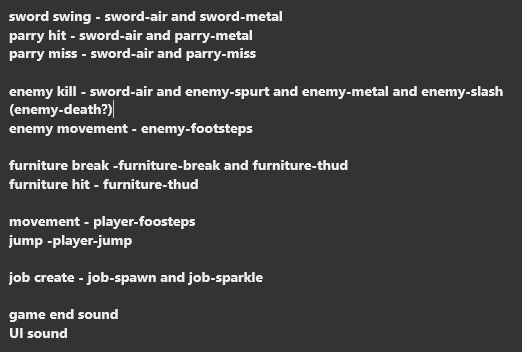 sword swing - sword-air and sword-metal
parry hit - sword-air and parry-metal
parry miss - sword-air and parry-miss
enemy kill - sword-air and enemy-spurt and enemy-metal and enemy-slash
(enemy-death?)
enemy movement - enemy-footsteps
furniture break -furniture-break and furniture-thud
furniture hit - furniture-thud
movement - player-foosteps
jump -player-jump
job create - job-spawn and job-sparkle
game end sound
UI sound